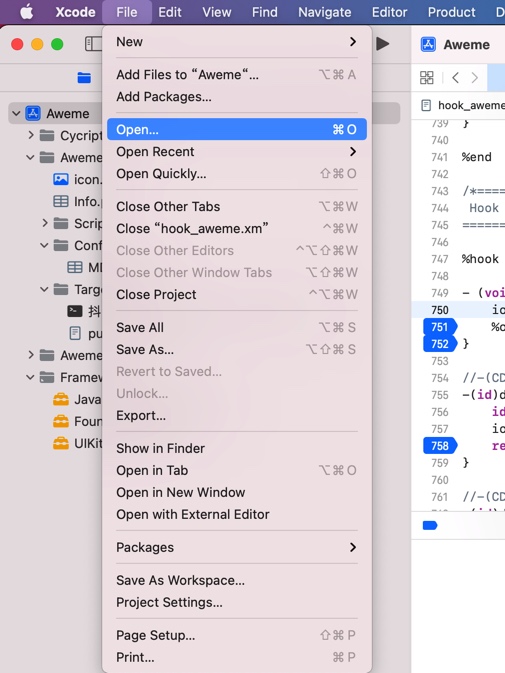 Xcode File Edit View Find Navigate Editor Product
New
Add Files to “Aweme“... ⌥⌘A
Add Packages...
Open... ⌘O
Open Recent
Open Quickly... ⇧⌘O
Close Other Tabs ⌥⌘W
Close “hook_aweme.xm” ^⌘W
Close Other Editors ^⌥⇧⌘W
Close Other Window Tabs ⌥⇧⌘W
Close Project ^⌥⌘W
Save All ⌥⌘S
Save As... ⌥⇧⌘S
Revert to Saved...
Unlock...
Export...
Show in Finder
Open in Tab ⌥⌘O
Open in New Window
Open with External Editor
Packages
Save As Workspace...
Project Settings...
Page Setup... ⇧⌘P
Print... ⌘P
Aweme
Cycript
Aweme
icon.
Info.p
Scrip
Conf
MD
Targe
抖
pu
Aweme
Framew
Java
Foun
UIKit
Aweme
hook_aweme
739 }
740
741 %end
742
743 /*====
744 Hook
745 =====
746
747 %hook
748
749 - (voi
750 io
751 %o
752 }
753
754 //-(CD
755 -(id)d
756 id
757 io
758 re
759 }
760
761 //-(CD